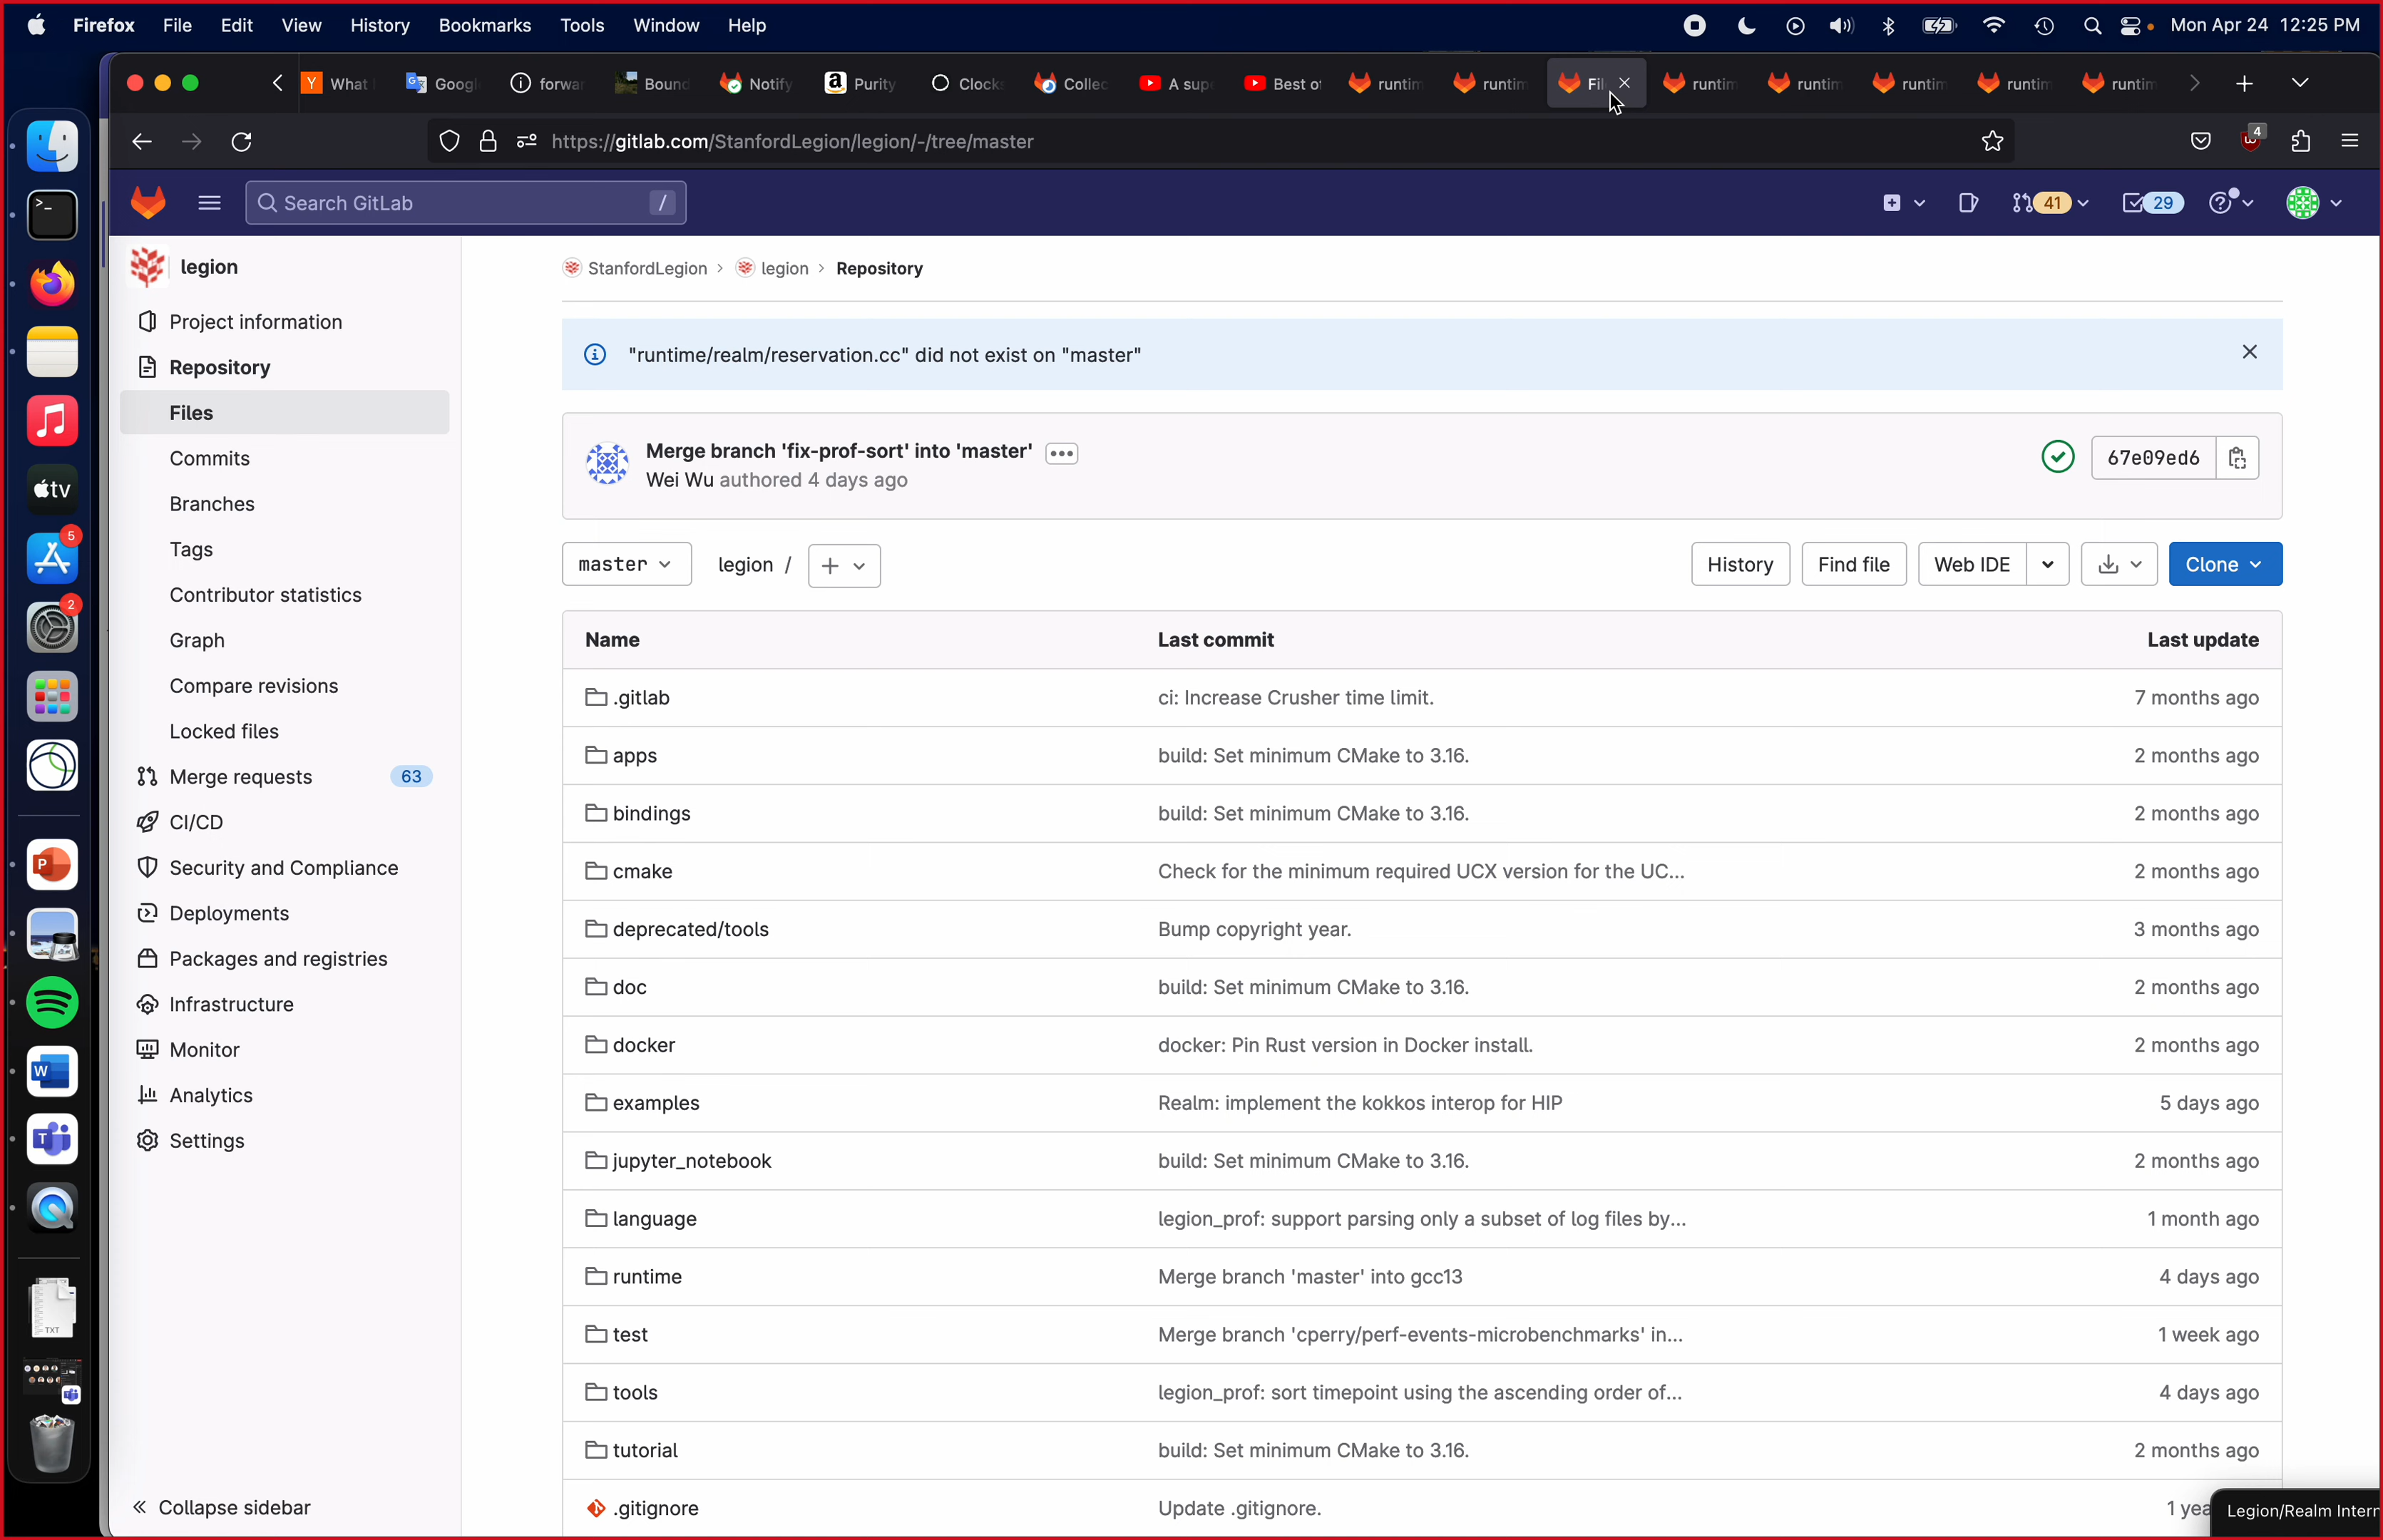 Firefox File Edit View History Bookmarks Tools Window Help Mon Apr 24 12:25 PM
What Googl forwar Bound Notify Purity Clocks Collec A supe Best of runtim runtim Fil runtim runtim runtim runtim runtim
https://gitlab.com/StanfordLegion/legion/-/tree/master 4
Search GitLab / 41 29
legion
Project information
Repository
Files
Commits
Branches
Tags
Contributor statistics
Graph
Compare revisions
Locked files
Merge requests 63
CI/CD
Security and Compliance
Deployments
Packages and registries
Infrastructure
Monitor
Analytics
Settings
Collapse sidebar
StanfordLegion > legion > Repository
"runtime/realm/reservation.cc" did not exist on "master"
Merge branch 'fix-prof-sort' into 'master'
Wei Wu authored 4 days ago
67e09ed6
master legion / + History Find file Web IDE Clone
Name Last commit Last update
.gitlab ci: Increase Crusher time limit. 7 months ago
apps build: Set minimum CMake to 3.16. 2 months ago
bindings build: Set minimum CMake to 3.16. 2 months ago
cmake Check for the minimum required UCX version for the UC... 2 months ago
deprecated/tools Bump copyright year. 3 months ago
doc build: Set minimum CMake to 3.16. 2 months ago
docker docker: Pin Rust version in Docker install. 2 months ago
examples Realm: implement the kokkos interop for HIP 5 days ago
jupyter_notebook build: Set minimum CMake to 3.16. 2 months ago
language legion_prof: support parsing only a subset of log files by... 1 month ago
runtime Merge branch 'master' into gcc13 4 days ago
test Merge branch 'cperry/perf-events-microbenchmarks' in... 1 week ago
tools legion_prof: sort timepoint using the ascending order of... 4 days ago
tutorial build: Set minimum CMake to 3.16. 2 months ago
.gitignore Update .gitignore. 1 yea
Legion/Realm Intern
tv
5
2
P
W
T
TXT